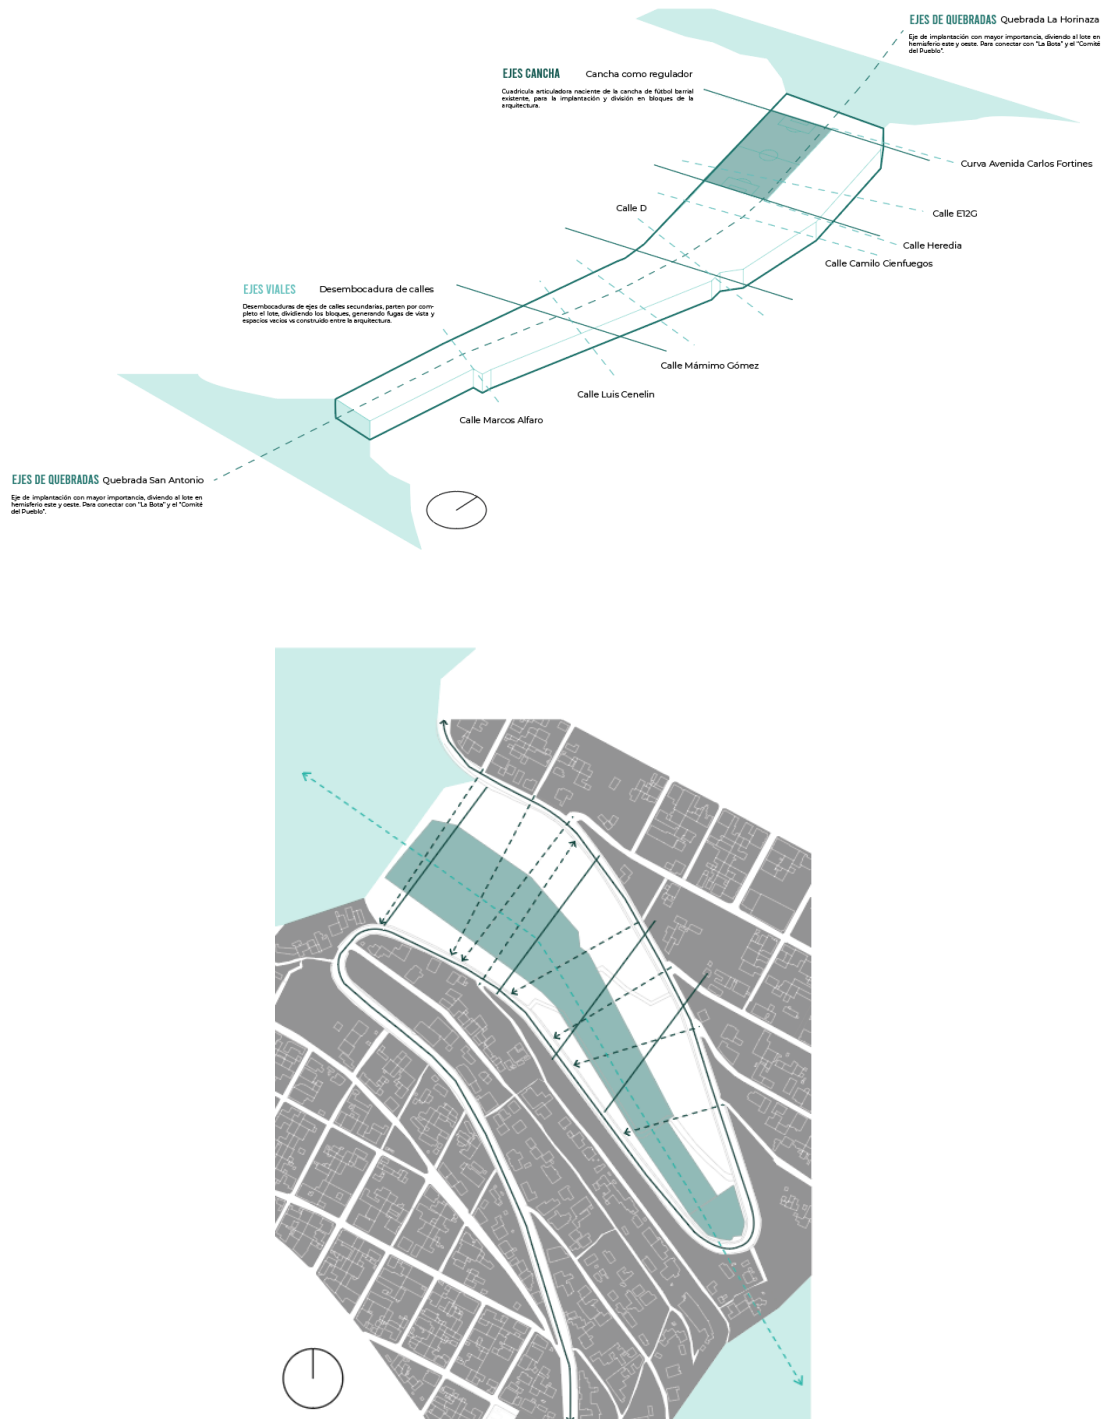 EJES DE QUEBRADAS Quebrada La Horinaza
Eje de implantación con mayor importancia, diviendo al lote en
hemisferio este y oeste. Para conectar con "La Bota" y el "Comité
del Pueblo".
EJES CANCHA Cancha como regulador
Cuadricula articuladora naciente de la cancha de fútbol barrial
existente, para la implantación y división en bloques de la
arquitectura.
Curva Avenida Carlos Fortines
Calle D
Calle E12G
Calle Heredia
Calle Camilo Cienfuegos
EJES VIALES Desembocadura de calles
Desembocaduras de ejes de calles secundarias, parten por com-
pleto el lote, dividiendo los bloques, generando fugas de vista y
espacios vacios vs construido entre la arquitectura.
Calle Mámimo Gómez
Calle Luis Cenelin
Calle Marcos Alfaro
EJES DE QUEBRADAS Quebrada San Antonio
Eje de implantación con mayor importancia, diviendo al lote en
hemisferio este y oeste. Para conectar con "La Bota" y el "Comité
del Pueblo".